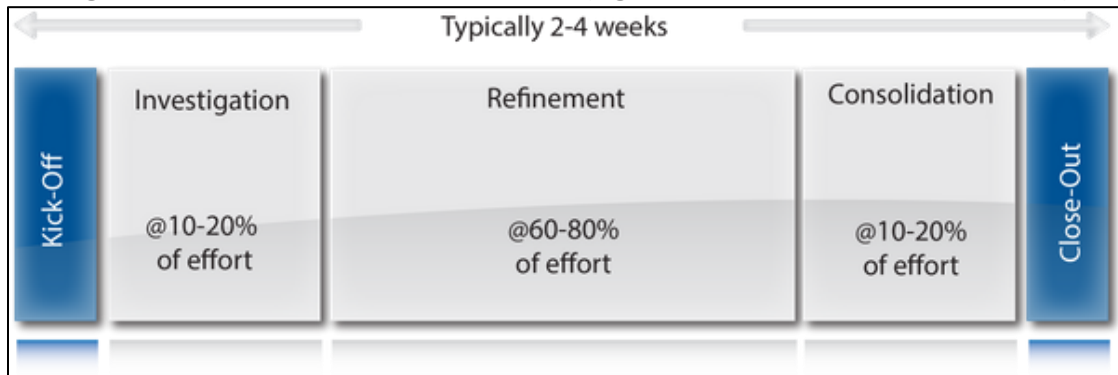 Typically 2-4 weeks
Kick-Off
Investigation
@10-20%
of effort
Refinement
@60-80%
of effort
Consolidation
@10-20%
of effort
Close-Out